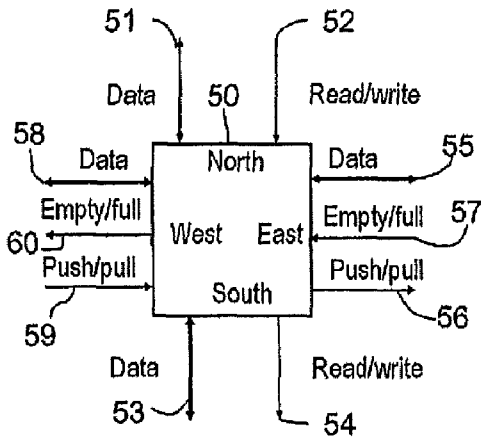 51 52
Data 50 Read/write
58 Data North Data 55
Empty/full Empty/full
60 West East 57
Push/pull Push/pull
59 South 56
Data Read/write
53 54